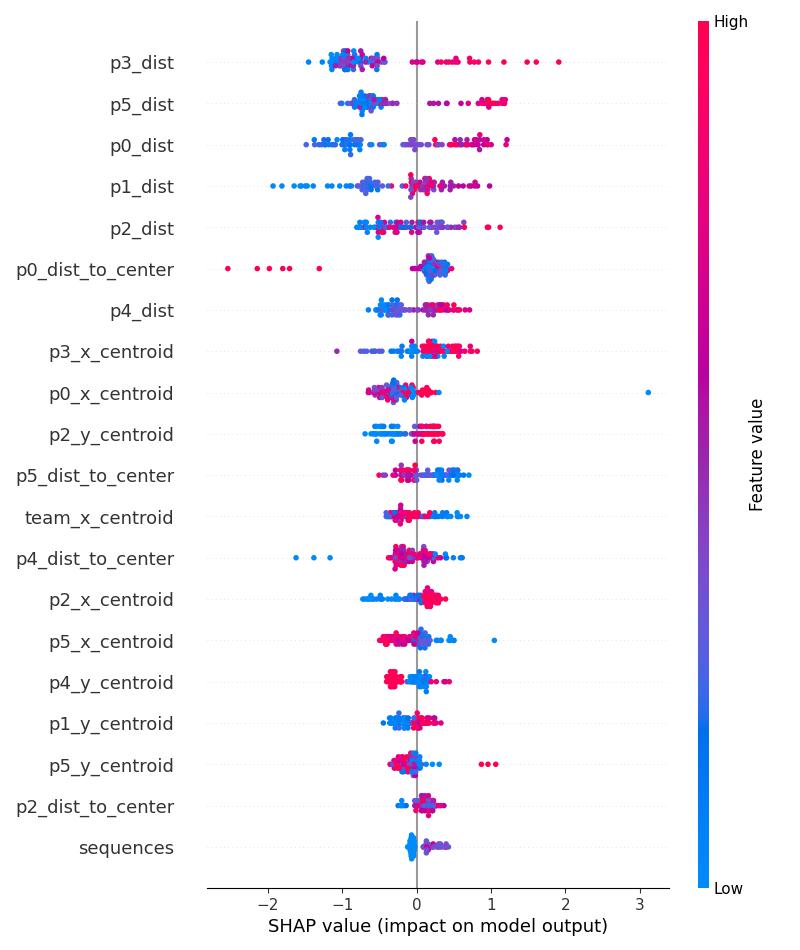 High
p3_dist
p5_dist
p0_dist
p1_dist
p2_dist
p0_dist_to_center
p4_dist
p3_x_centroid
p0_x_centroid
p2_y_centroid
p5_dist_to_center
team_x_centroid
p4_dist_to_center
p2_x_centroid
p5_x_centroid
p4_y_centroid
p1_y_centroid
p5_y_centroid
p2_dist_to_center
sequences
Feature value
Low
−2 −1 0 1 2 3
SHAP value (impact on model output)